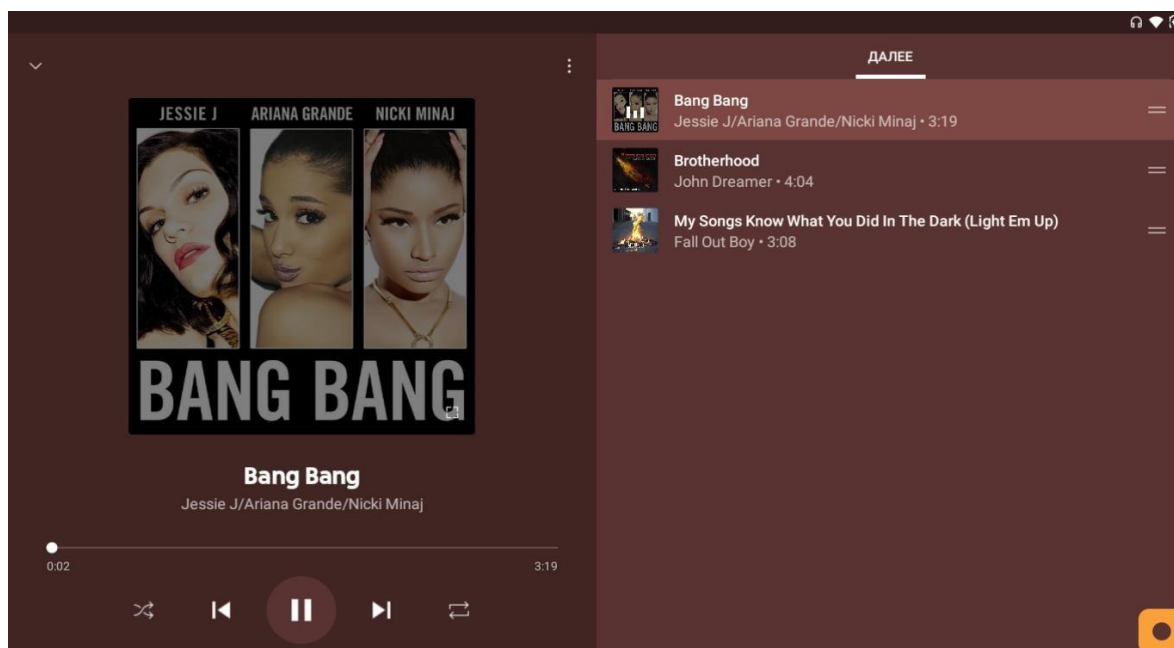 JESSIE J ARIANA GRANDE NICKI MINAJ
BANG BANG
Bang Bang
Jessie J/Ariana Grande/Nicki Minaj
0:02 3:19
ДАЛЕЕ
BANG BANG
Bang Bang
Jessie J/Ariana Grande/Nicki Minaj • 3:19
Brotherhood
John Dreamer • 4:04
My Songs Know What You Did In The Dark (Light Em Up)
Fall Out Boy • 3:08